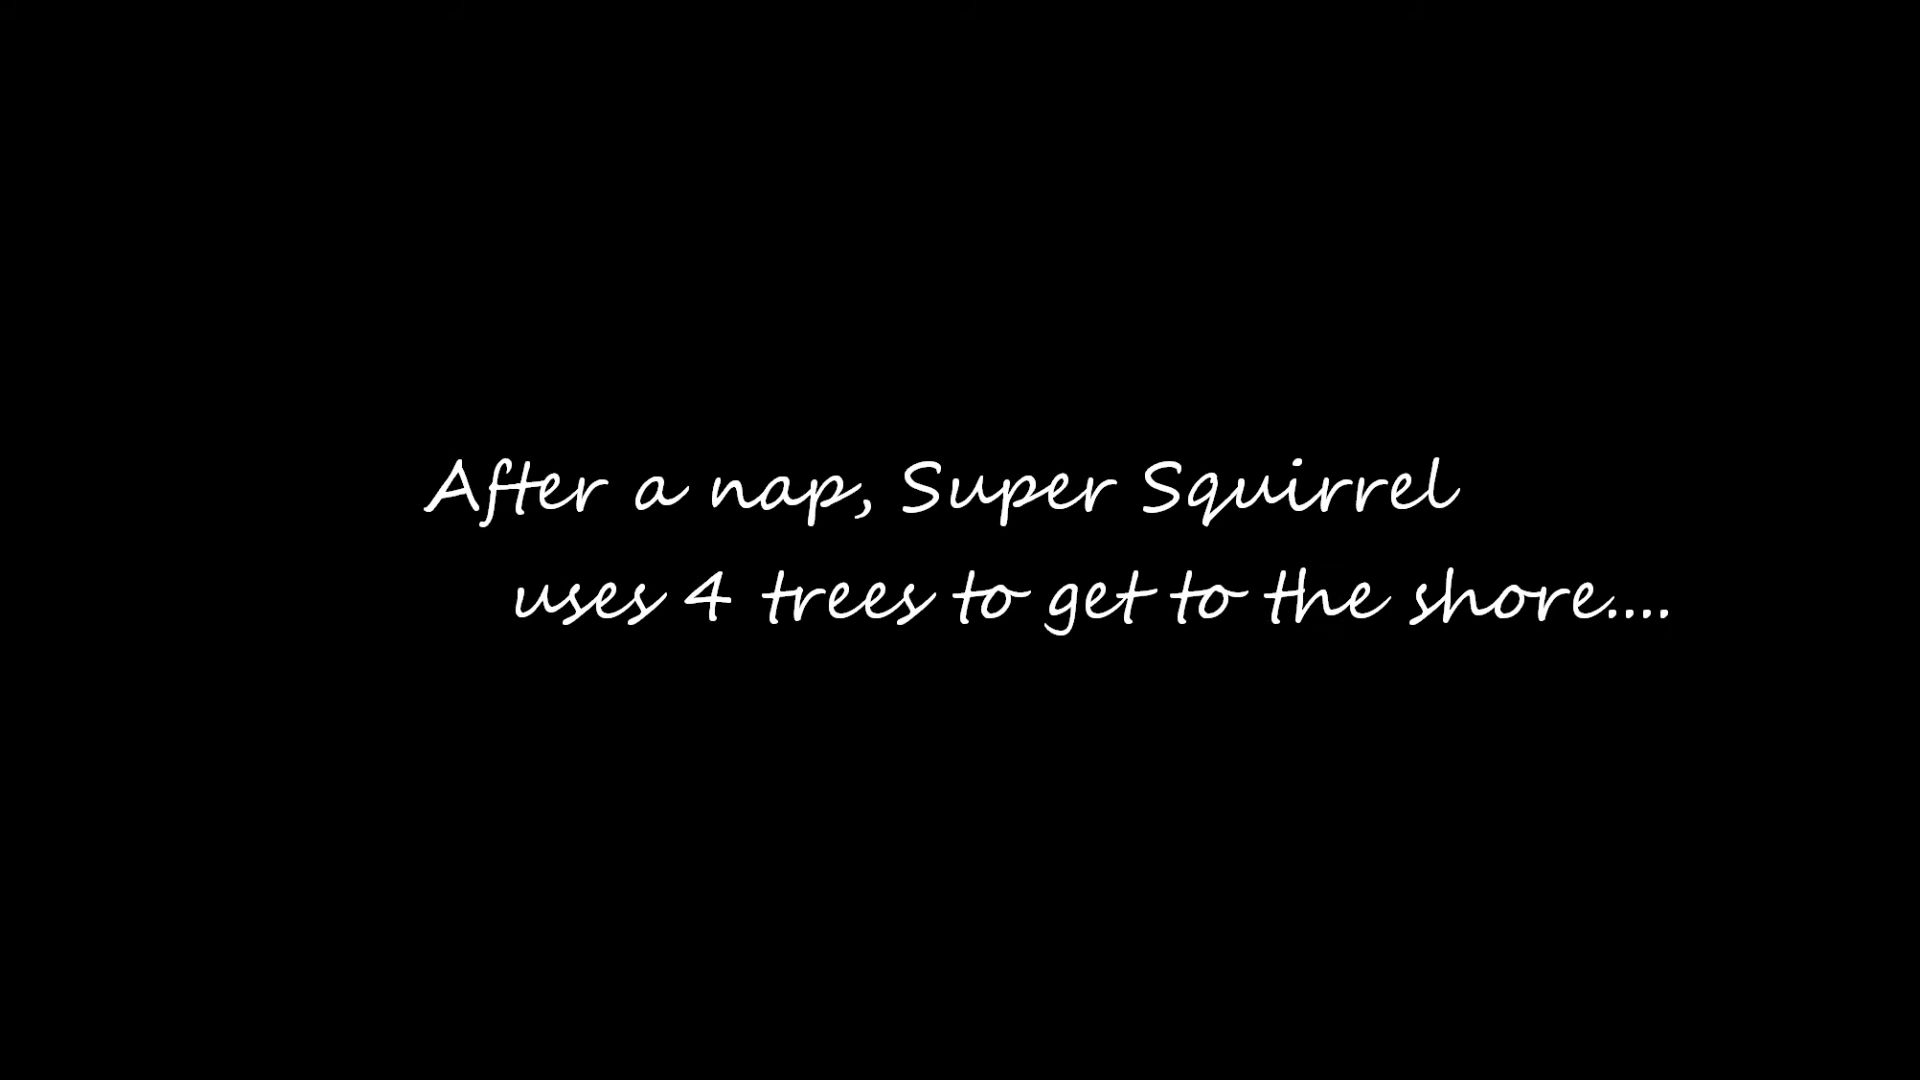 After a nap, Super Squirrel
uses 4 trees to get to the shore....